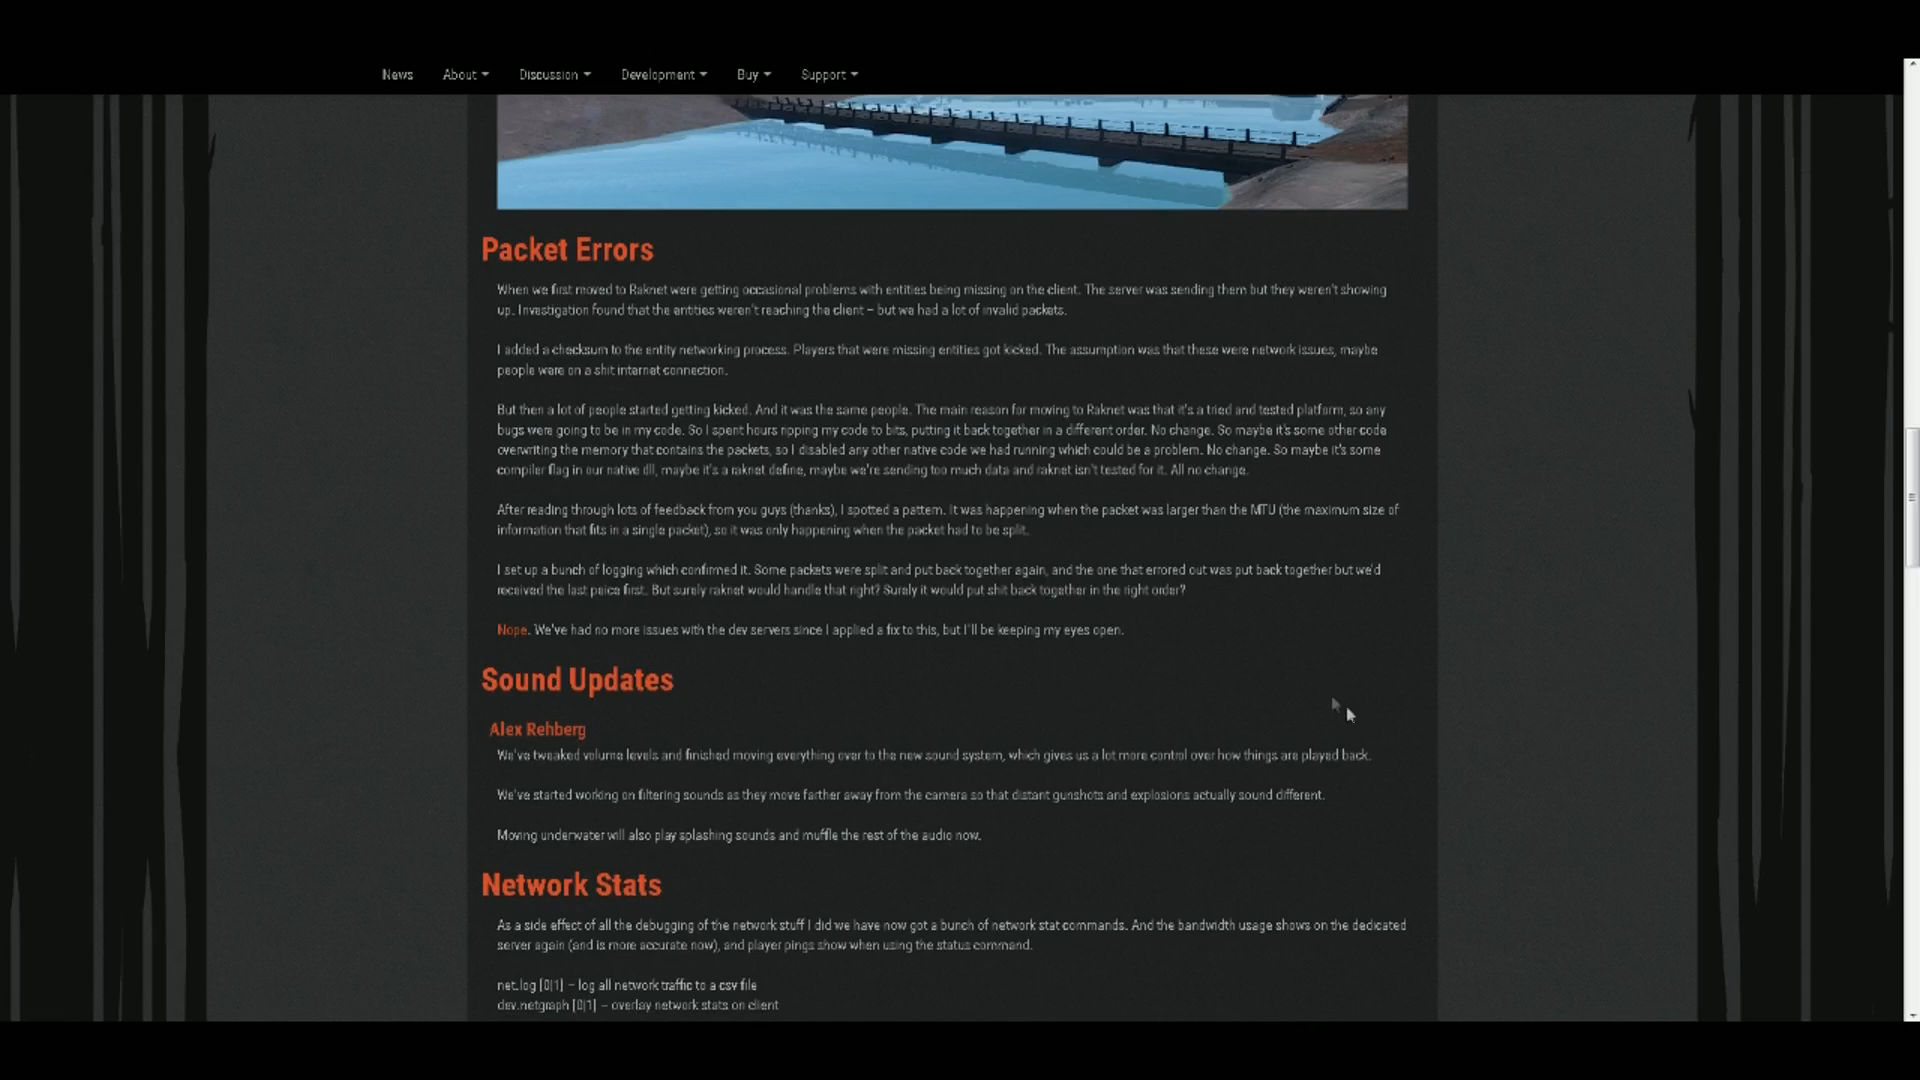 News About Discussion Development Buy Support
Packet Errors
When we first moved to Raknet were getting occasional problems with entities being missing on the client. The server was sending them but they weren't showing
up. Investigation found that the entities weren't reaching the client – but we had a lot of invalid packets.
I added a checksum to the entity networking process. Players that were missing entities got kicked. The assumption was that these were network issues, maybe
people were on a shit internet connection.
But then a lot of people started getting kicked. And it was the same people. The main reason for moving to Raknet was that it's a tried and tested platform, so any
bugs were going to be in my code. So I spent hours ripping my code to bits, putting it back together in a different order. No change. So maybe it's some other code
overwriting the memory that contains the packets, so I disabled any other native code we had running which could be a problem. No change. So maybe it's some
compiler flag in our native dll, maybe it's a raknet define, maybe we're sending too much data and raknet isn't tested for it. All no change.
After reading through lots of feedback from you guys (thanks), I spotted a pattern. It was happening when the packet was larger than the MTU (the maximum size of
information that fits in a single packet), so it was only happening when the packet had to be split.
I set up a bunch of logging which confirmed it. Some packets were split and put back together again, and the one that errored out was put back together but we'd
received the last peice first. But surely raknet would handle that right? Surely it would put shit back together in the right order?
Nope. We've had no more issues with the dev servers since I applied a fix to this, but I'll be keeping my eyes open.
Sound Updates
Alex Rehberg
We've tweaked volume levels and finished moving everything over to the new sound system, which gives us a lot more control over how things are played back.
We've started working on filtering sounds as they move farther away from the camera so that distant gunshots and explosions actually sound different.
Moving underwater will also play splashing sounds and muffle the rest of the audio now.
Network Stats
As a side effect of all the debugging of the network stuff I did we have now got a bunch of network stat commands. And the bandwidth usage shows on the dedicated
server again (and is more accurate now), and player pings show when using the status command.
net.log [0|1] – log all network traffic to a csv file
dev.netgraph [0|1] – overlay network stats on client